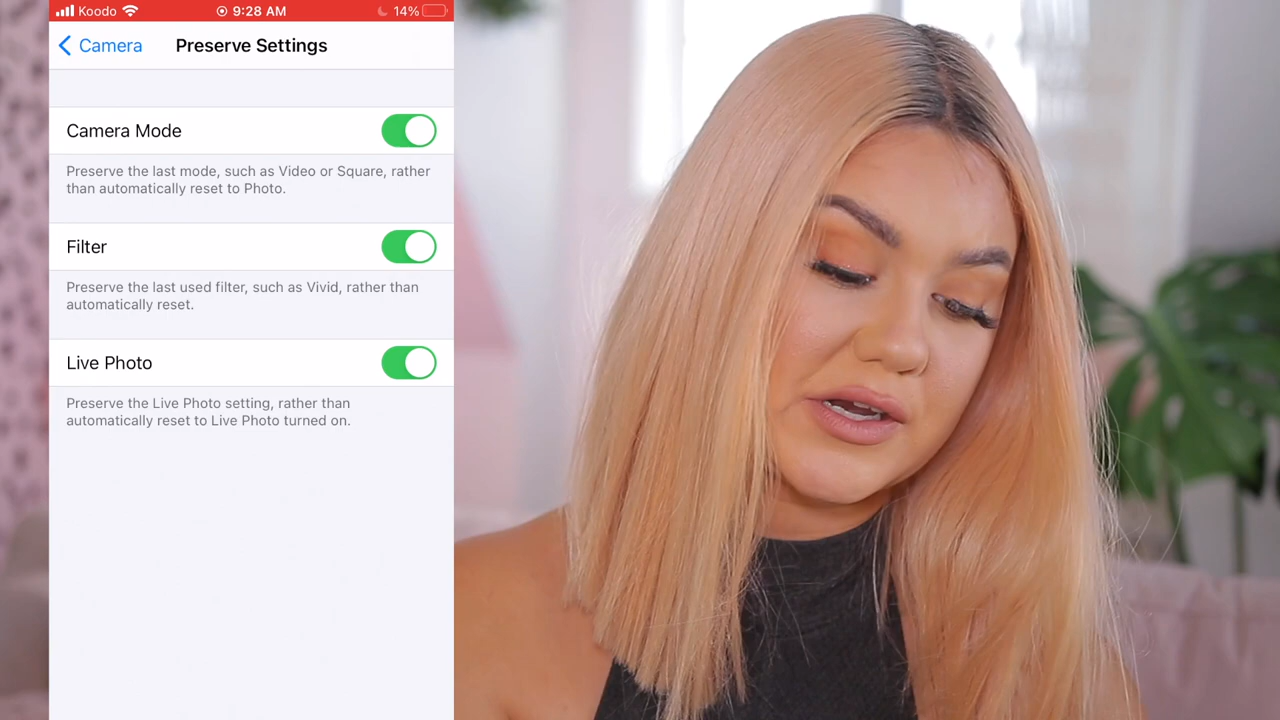 Koodo 9:28 AM 14%
Camera Preserve Settings
Camera Mode
Preserve the last mode, such as Video or Square, rather
than automatically reset to Photo.
Filter
Preserve the last used filter, such as Vivid, rather than
automatically reset.
Live Photo
Preserve the Live Photo setting, rather than
automatically reset to Live Photo turned on.